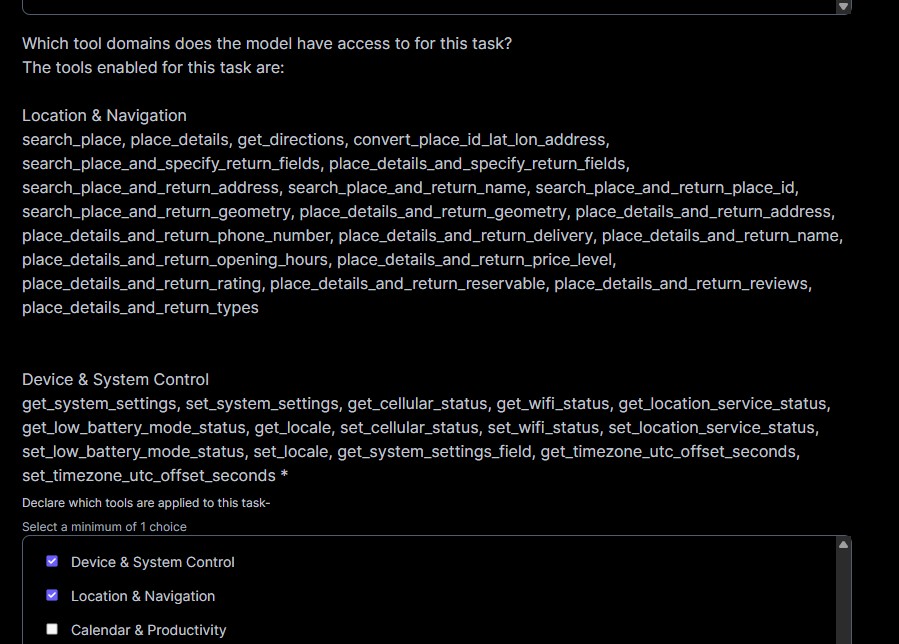 Which tool domains does the model have access to for this task?
The tools enabled for this task are:
Location & Navigation
search_place, place_details, get_directions, convert_place_id_lat_lon_address,
search_place_and_specify_return_fields, place_details_and_specify_return_fields,
search_place_and_return_address, search_place_and_return_name, search_place_and_return_place_id,
search_place_and_return_geometry, place_details_and_return_geometry, place_details_and_return_address,
place_details_and_return_phone_number, place_details_and_return_delivery, place_details_and_return_name,
place_details_and_return_opening_hours, place_details_and_return_price_level,
place_details_and_return_rating, place_details_and_return_reservable, place_details_and_return_reviews,
place_details_and_return_types
Device & System Control
get_system_settings, set_system_settings, get_cellular_status, get_wifi_status, get_location_service_status,
get_low_battery_mode_status, get_locale, set_cellular_status, set_wifi_status, set_location_service_status,
set_low_battery_mode_status, set_locale, get_system_settings_field, get_timezone_utc_offset_seconds,
set_timezone_utc_offset_seconds *
Declare which tools are applied to this task-
Select a minimum of 1 choice
Device & System Control
Location & Navigation
Calendar & Productivity